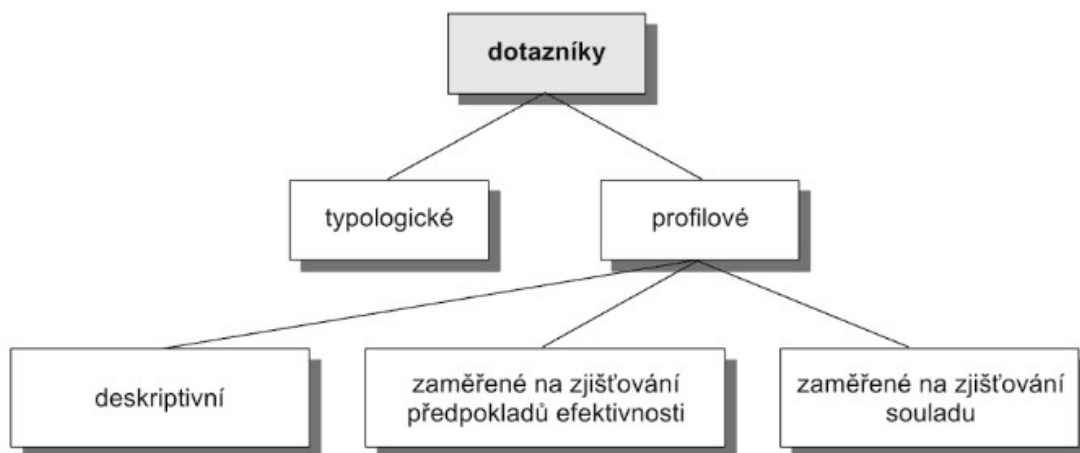 dotazníky
typologické
profilové
deskriptivní
zaměřené na zjišťování
předpokladů efektivnosti
zaměřené na zjišťování
souladu